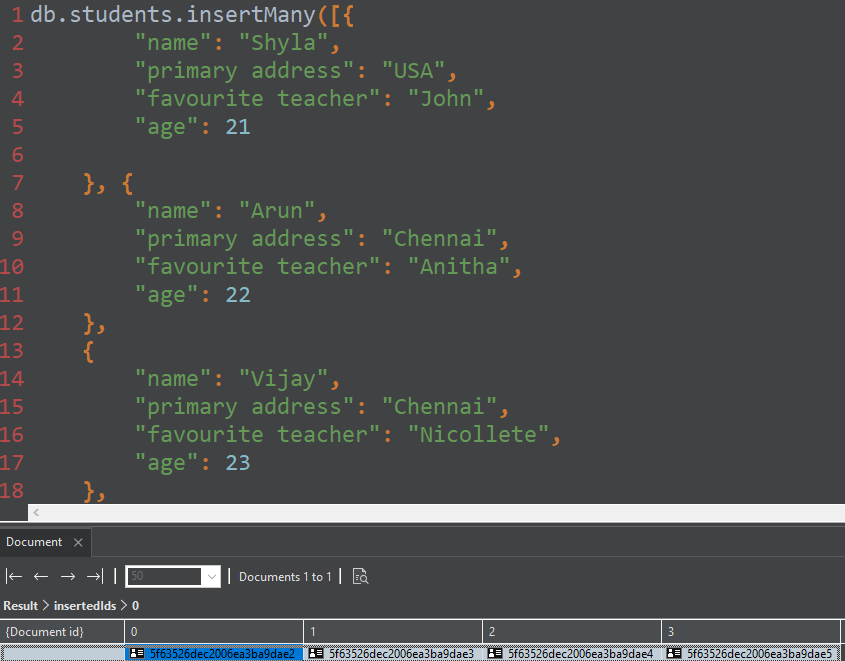 1 db.students.insertMany([{
2 "name": "Shyla",
3 "primary address": "USA",
4 "favourite teacher": "John",
5 "age": 21
6
7 }, {
8 "name": "Arun",
9 "primary address": "Chennai",
10 "favourite teacher": "Anitha",
11 "age": 22
12 },
13 {
14 "name": "Vijay",
15 "primary address": "Chennai",
16 "favourite teacher": "Nicollete",
17 "age": 23
18 },
Document
50 Documents 1 to 1
Result > insertedIds > 0
{Document id} 0 1 2 3
5f63526dec2006ea3ba9dae2 5f63526dec2006ea3ba9dae3 5f63526dec2006ea3ba9dae4 5f63526dec2006ea3ba9dae5